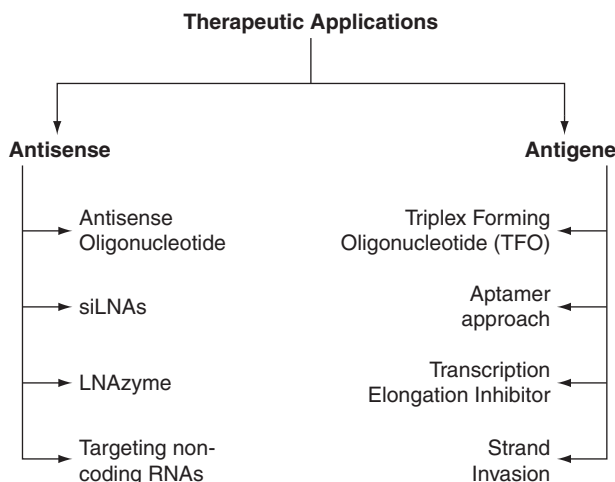 Therapeutic Applications
Antisense
Antigene
Antisense
Oligonucleotide
siLNAs
LNAzyme
Targeting non-
coding RNAs
Triplex Forming
Oligonucleotide (TFO)
Aptamer
approach
Transcription
Elongation Inhibitor
Strand
Invasion